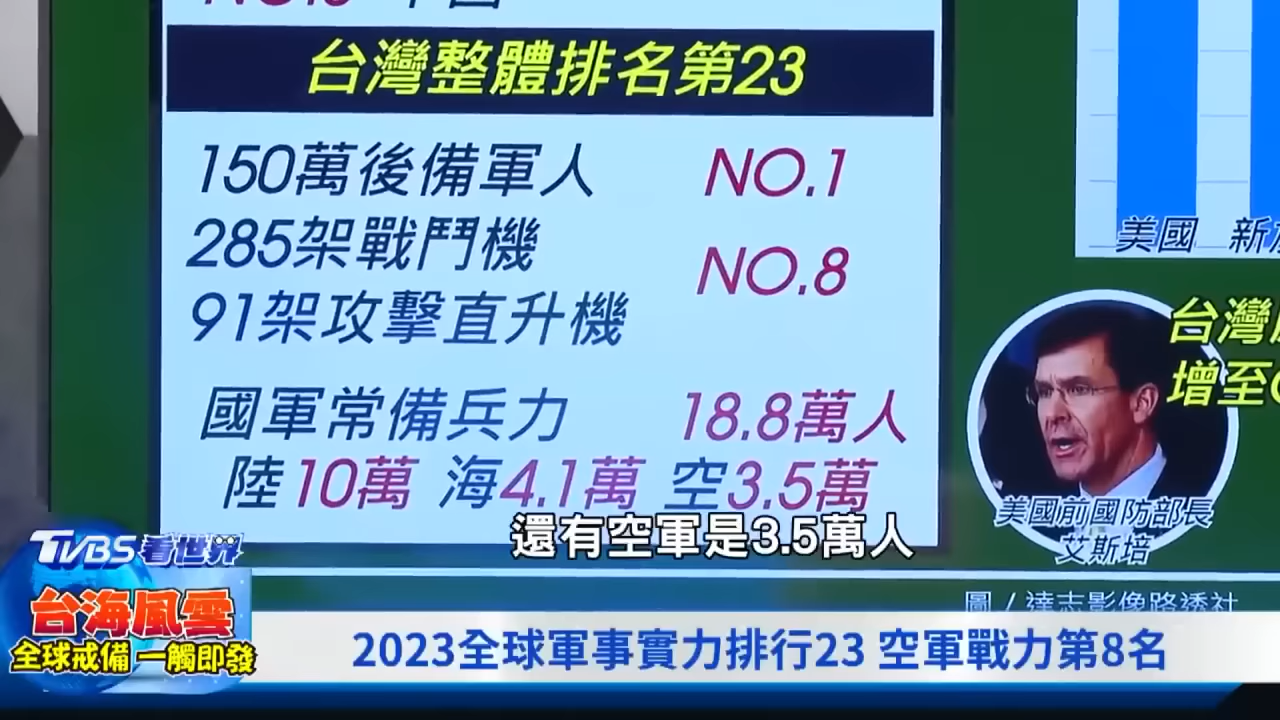 台灣整體排名第23
150萬後備軍人 NO.1
285架戰鬥機
NO.8
91架攻擊直升機
國軍常備兵力 18.8萬人
陸10萬 海4.1萬 空3.5萬
美國 新
台灣
增至
美國前國防部長
艾斯培
圖/達志影像路透社
還有空軍是3.5萬人
TVBS看世界
台海風雲
全球戒備 一觸即發
2023全球軍事實力排行23 空軍戰力第8名